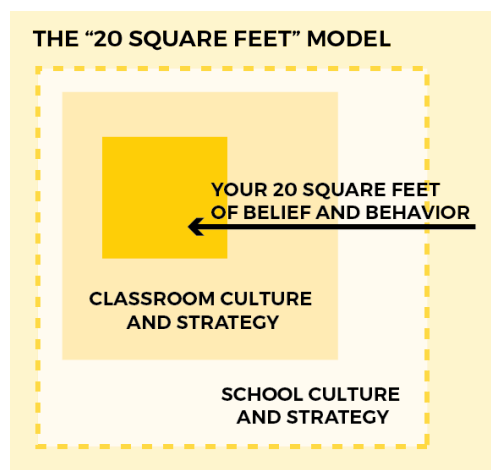 THE “20 SQUARE FEET” MODEL
YOUR 20 SQUARE FEET
OF BELIEF AND BEHAVIOR
CLASSROOM CULTURE
AND STRATEGY
SCHOOL CULTURE
AND STRATEGY